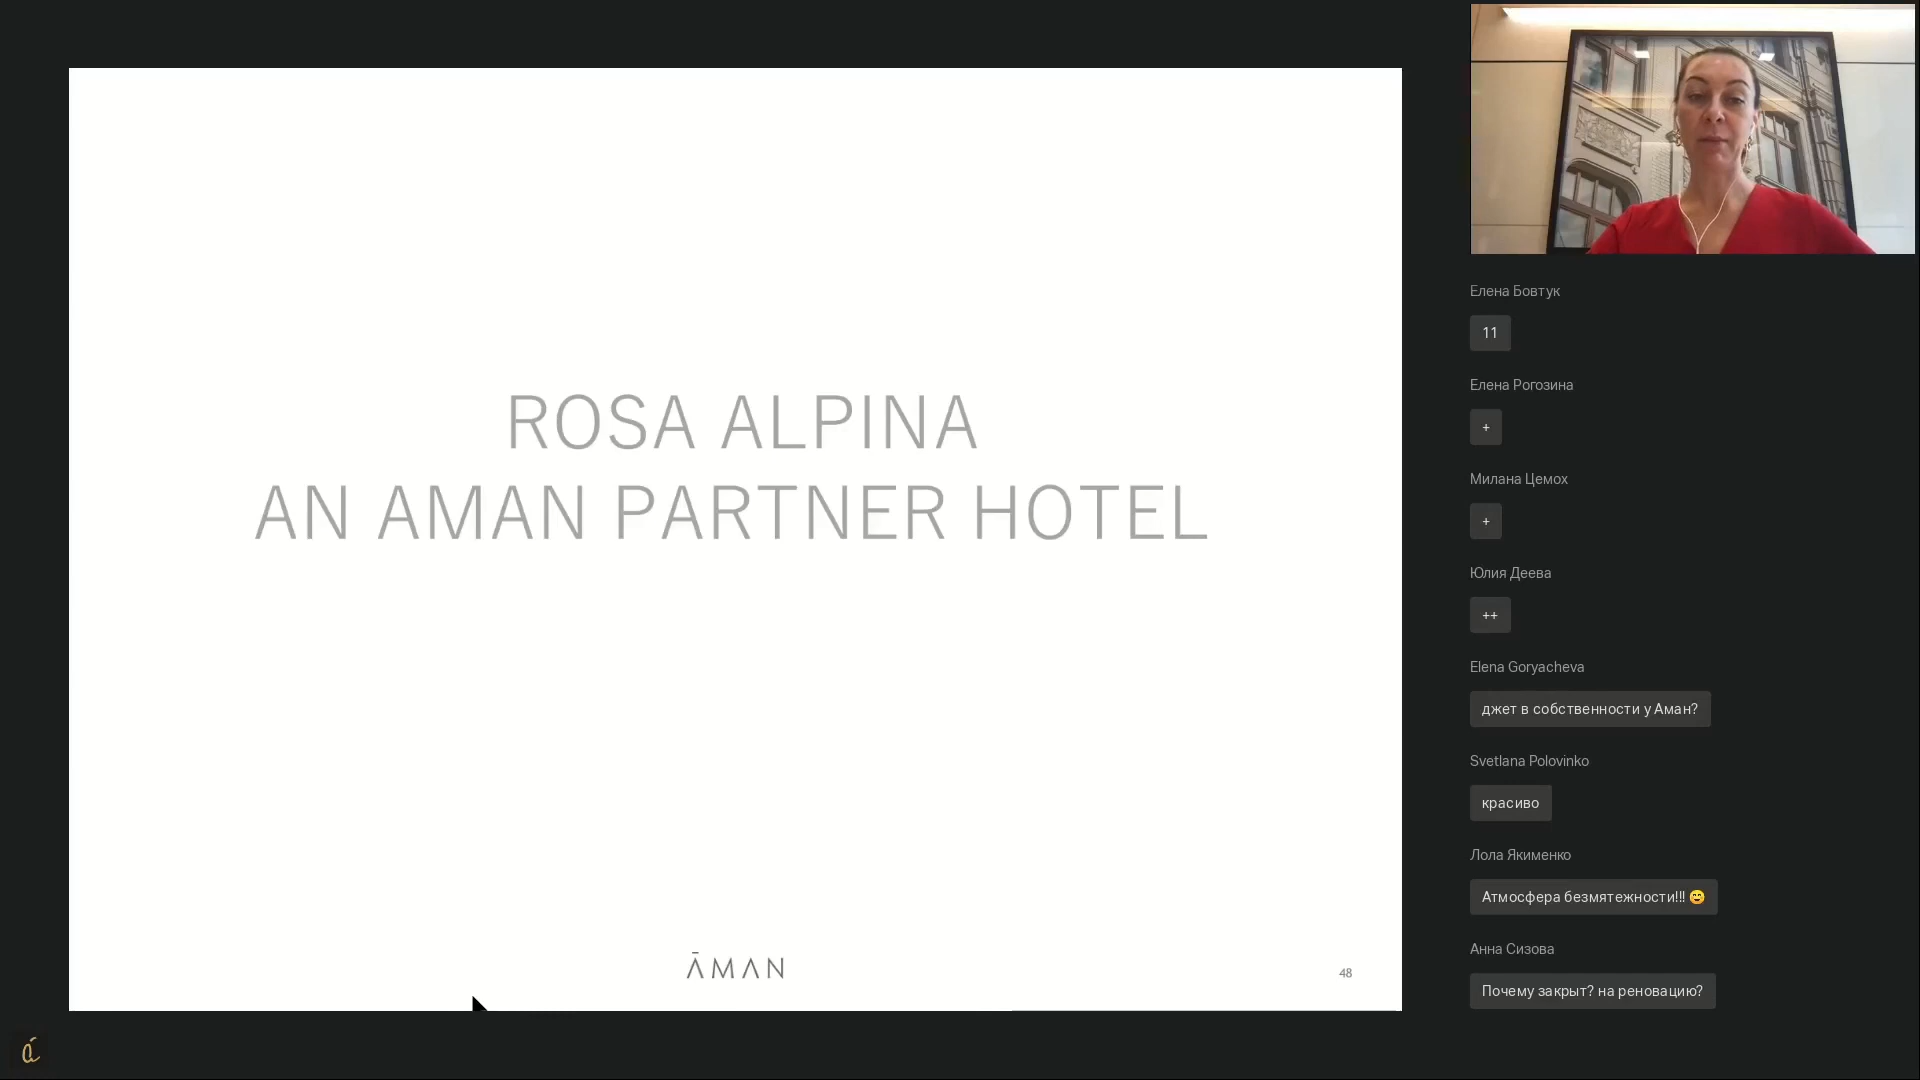 ROSA ALPINA
AN AMAN PARTNER HOTEL
ĀMAN
48
Елена Бовтук
11
Елена Рогозина
+
Милана Цемох
+
Юлия Деева
++
Elena Goryacheva
джет в собственности у Аман?
Svetlana Polovinko
красиво
Лола Якименко
Атмосфера безмятежности!!! 😄
Анна Сизова
Почему закрыт? на реновацию?
á